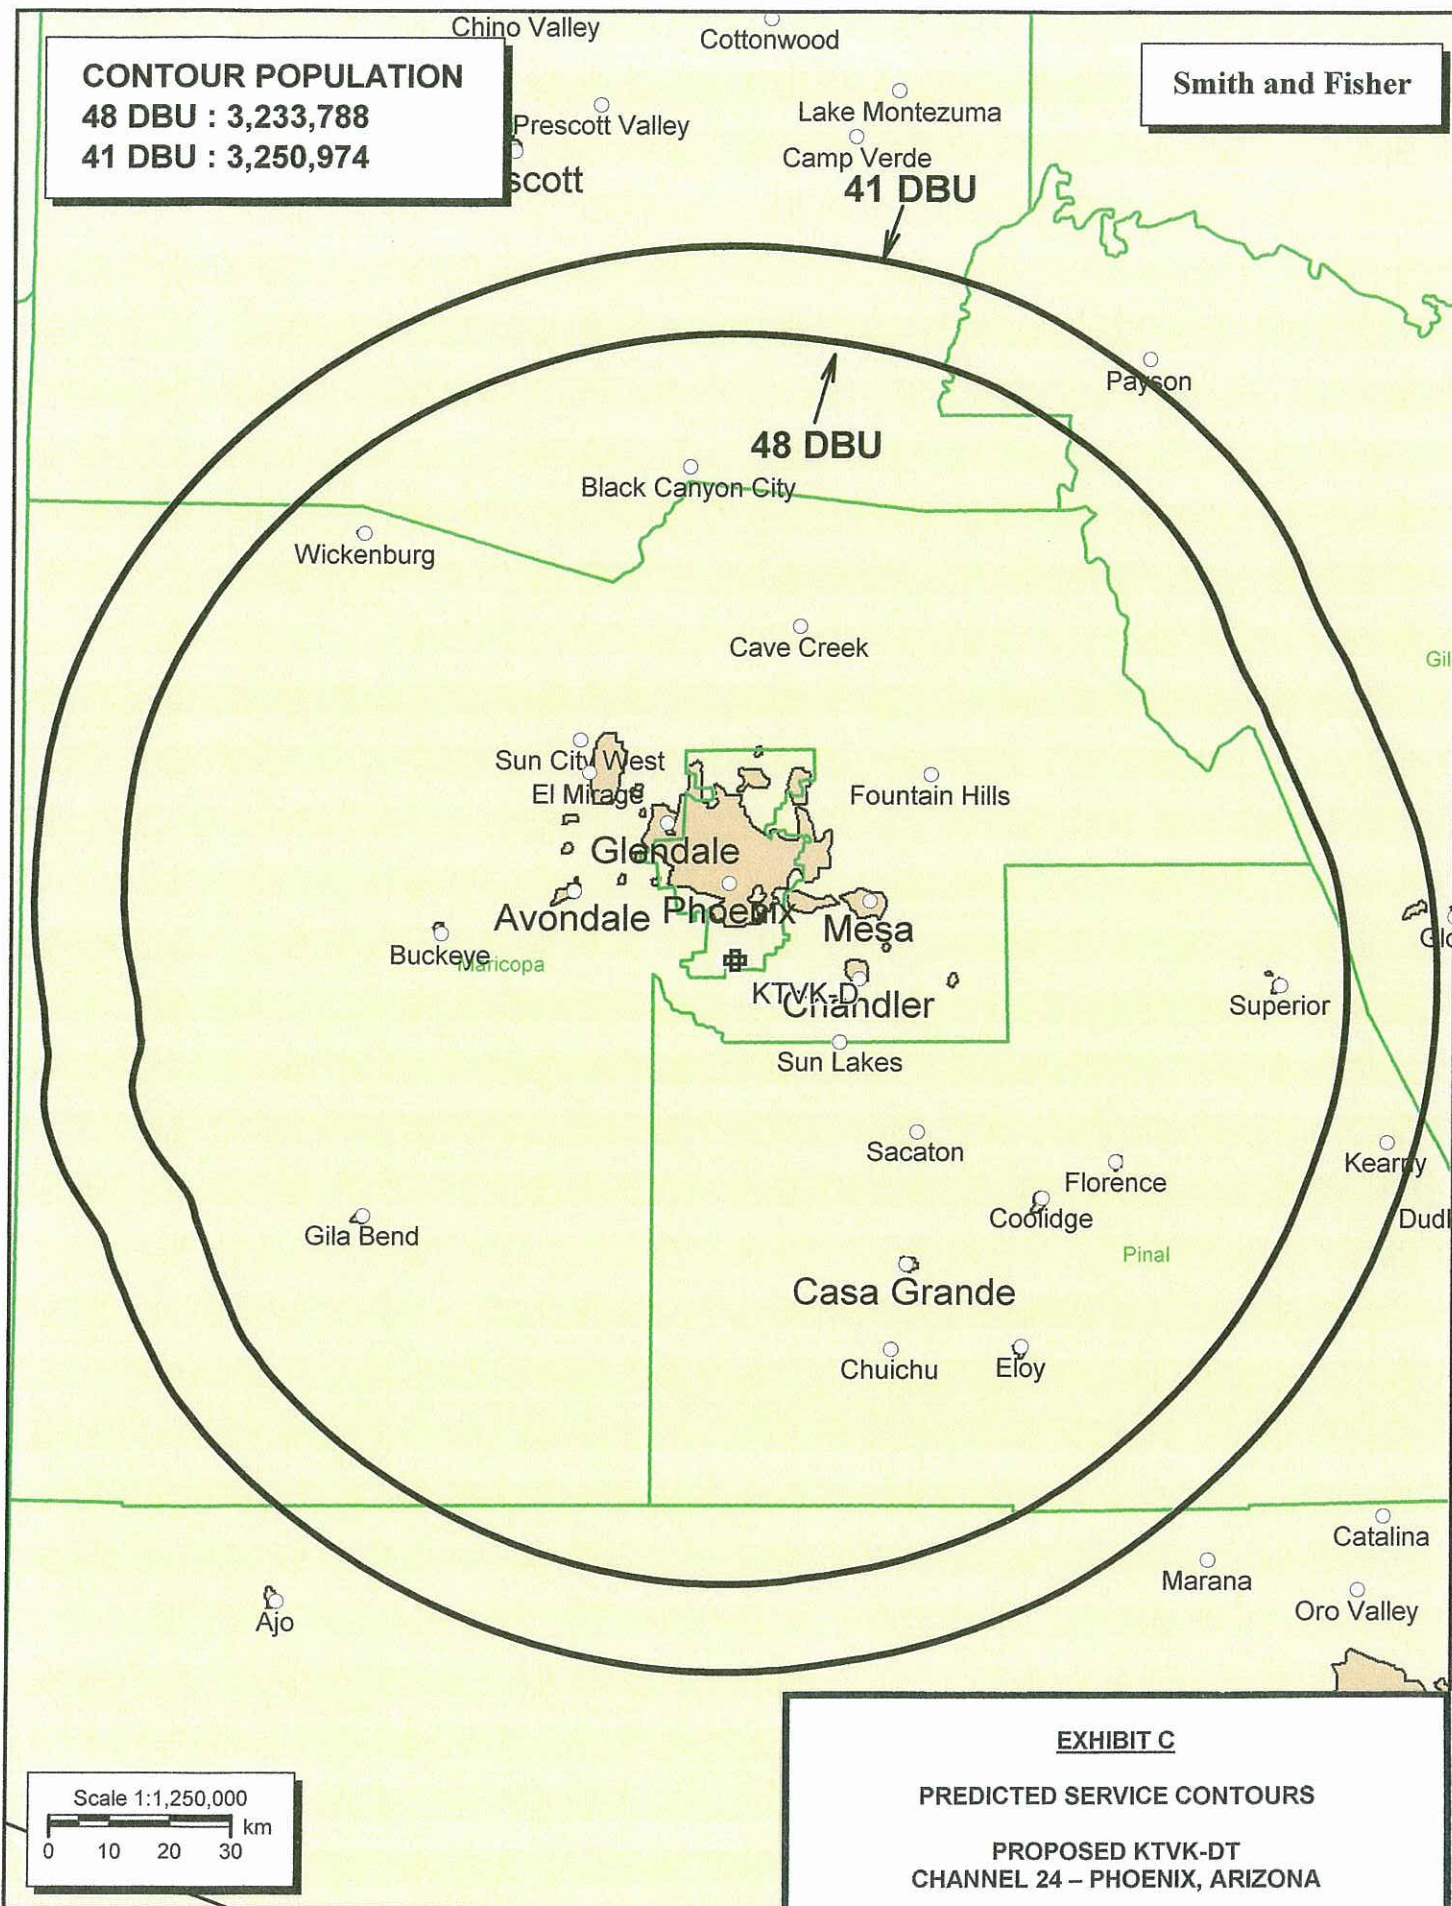 Chino Valley
Cottonwood
CONTOUR POPULATION
48 DBU : 3,233,788
41 DBU : 3,250,974
Smith and Fisher
Lake Montezuma
Prescott Valley
Camp Verde
scott
41 DBU
Payson
48 DBU
Black Canyon City
Wickenburg
Cave Creek
Gil
Sun City West
El Mirage
Fountain Hills
Glendale
Avondale
Phoenix
Mesa
Buckeye
Maricopa
Glo
KTVK-D
Chandler
Superior
Sun Lakes
Sacaton
Kearny
Florence
Coolidge
Dudl
Gila Bend
Pinal
Casa Grande
Chuichu
Eloy
Catalina
Marana
Oro Valley
Ajo
EXHIBIT C
PREDICTED SERVICE CONTOURS
PROPOSED KTVK-DT
CHANNEL 24 – PHOENIX, ARIZONA
Scale 1:1,250,000
km
0 10 20 30